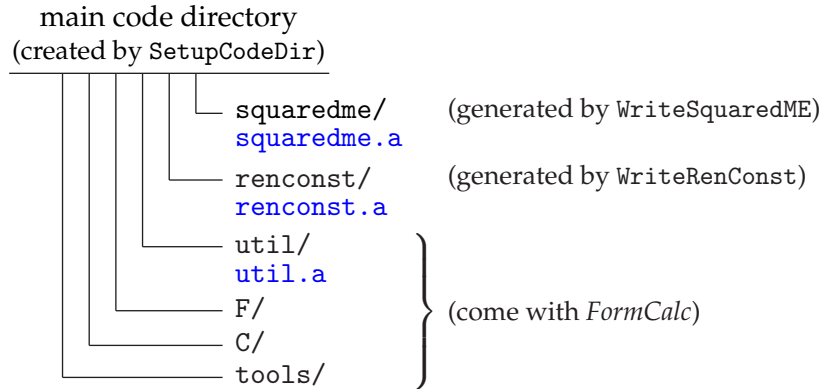 main code directory
(created by SetupCodeDir)
squaredme/ (generated by WriteSquaredME)
squaredme.a
renconst/ (generated by WriteRenConst)
renconst.a
util/
util.a
F/ (come with FormCalc)
C/
tools/